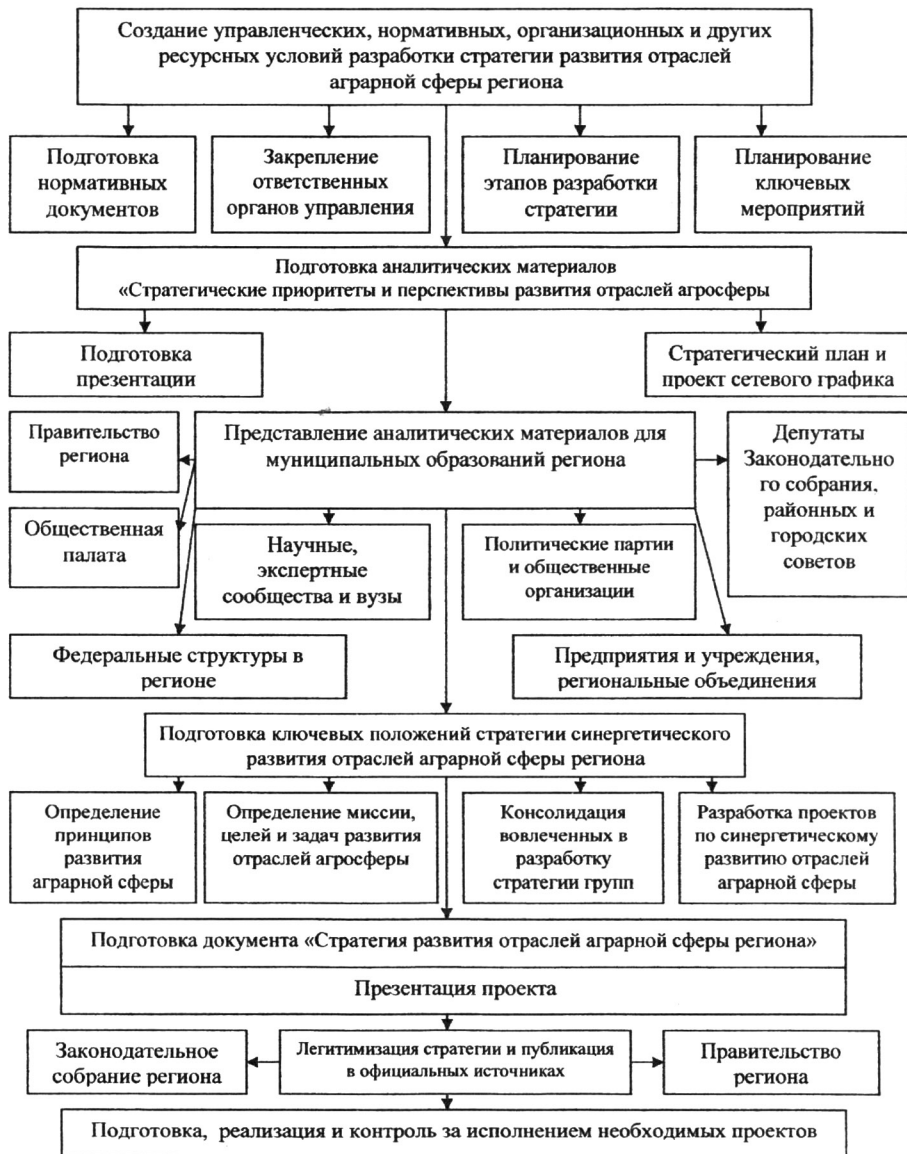 Создание управленческих, нормативных, организационных и других
ресурсных условий разработки стратегии развития отраслей
аграрной сферы региона
Подготовка
нормативных
документов
Закрепление
ответственных
органов управления
Планирование
этапов разработки
стратегии
Планирование
ключевых
мероприятий
Подготовка аналитических материалов
«Стратегические приоритеты и перспективы развития отраслей агросферы
Подготовка
презентации
Стратегический план и
проект сетевого графика
Правительство
региона
Представление аналитических материалов для
муниципальных образований региона
Депутаты
Законодательно
го собрания,
районных и
городских
советов
Общественная
палата
Научные,
экспертные
сообщества и вузы
Политические партии
и общественные
организации
Федеральные структуры в
регионе
Предприятия и учреждения,
региональные объединения
Подготовка ключевых положений стратегии синергетического
развития отраслей аграрной сферы региона
Определение
принципов
развития
аграрной сферы
Определение миссии,
целей и задач развития
отраслей агросферы
Консолидация
вовлеченных в
разработку
стратегии групп
Разработка проектов
по синергетическому
развитию отраслей
аграрной сферы
Подготовка документа «Стратегия развития отраслей аграрной сферы региона»
Презентация проекта
Законодательное
собрание региона
Легитимизация стратегии и публикация
в официальных источниках
Правительство
региона
Подготовка, реализация и контроль за исполнением необходимых проектов